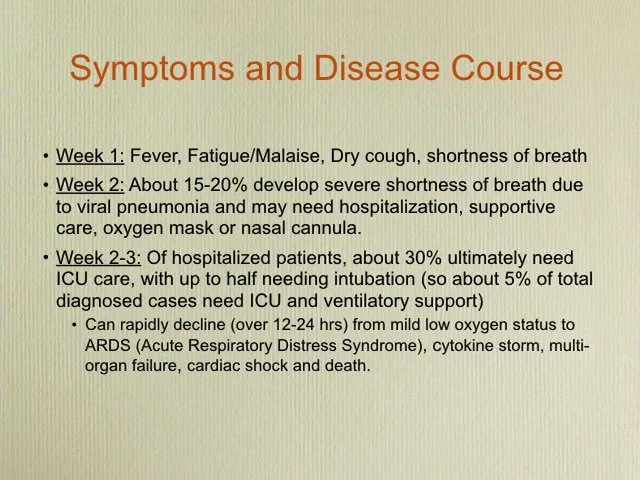 Symptoms and Disease Course
• Week 1: Fever, Fatigue/Malaise, Dry cough, shortness of breath
• Week 2: About 15-20% develop severe shortness of breath due
to viral pneumonia and may need hospitalization, supportive
care, oxygen mask or nasal cannula.
• Week 2-3: Of hospitalized patients, about 30% ultimately need
ICU care, with up to half needing intubation (so about 5% of total
diagnosed cases need ICU and ventilatory support)
• Can rapidly decline (over 12-24 hrs) from mild low oxygen status to
ARDS (Acute Respiratory Distress Syndrome), cytokine storm, multi-
organ failure, cardiac shock and death.